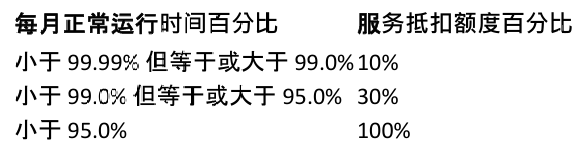 每月正常运行时间百分比 服务抵扣额度百分比
小于 99.99% 但等于或大于 99.0% 10%
小于 99.0% 但等于或大于 95.0% 30%
小于 95.0% 100%